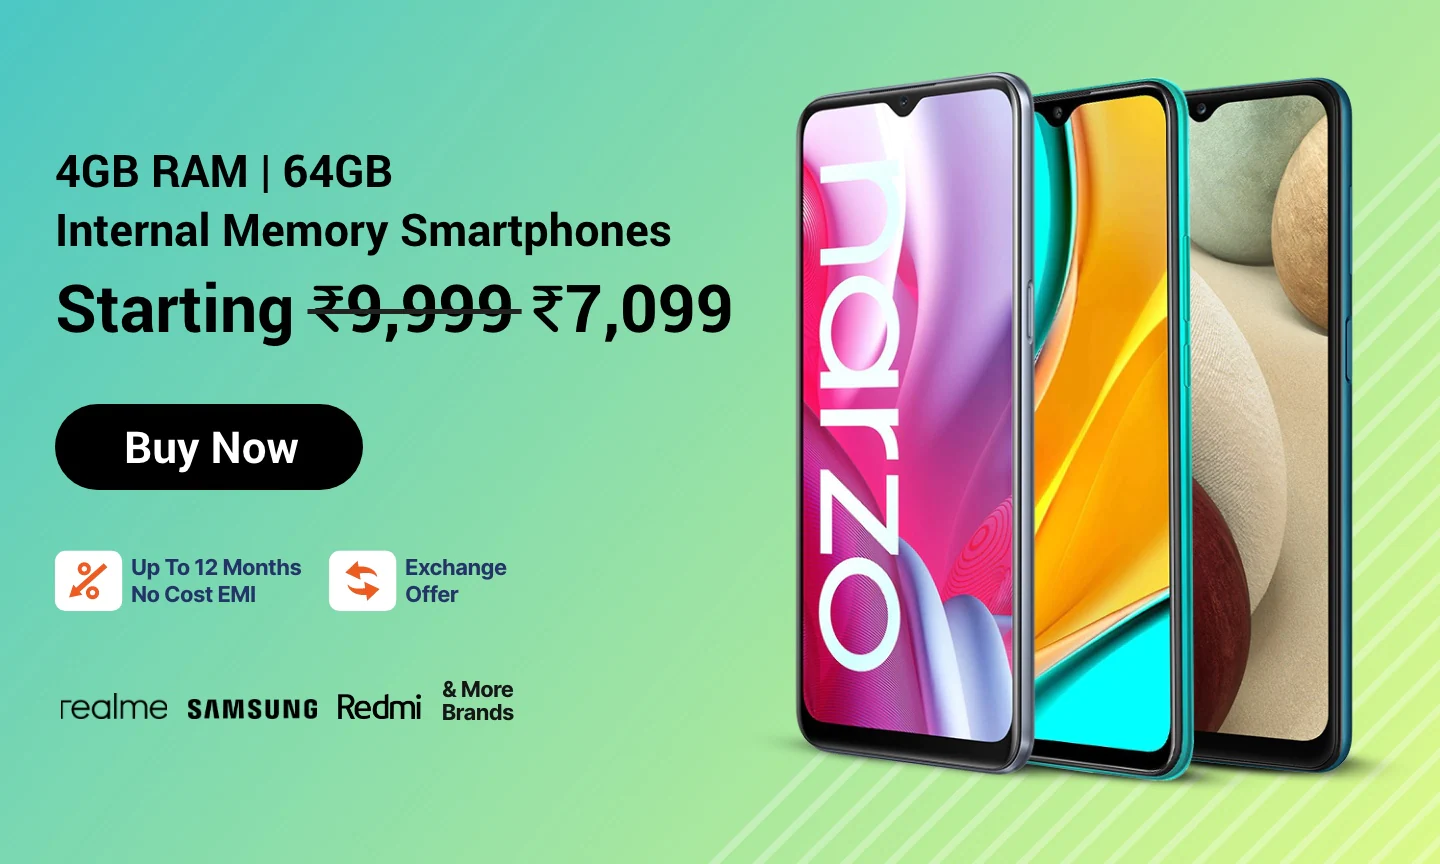 4GB RAM | 64GB
Internal Memory Smartphones
Starting ₹9,999 ₹7,099
Buy Now
Up To 12 Months
No Cost EMI
Exchange
Offer
realme SAMSUNG Redmi & More
Brands
narzo